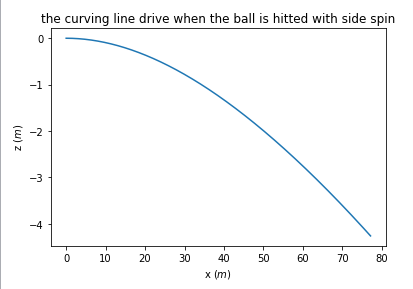 the curving line drive when the ball is hitted with side spin
0
−1
−2
−3
−4
z (m)
0 10 20 30 40 50 60 70 80
x (m)